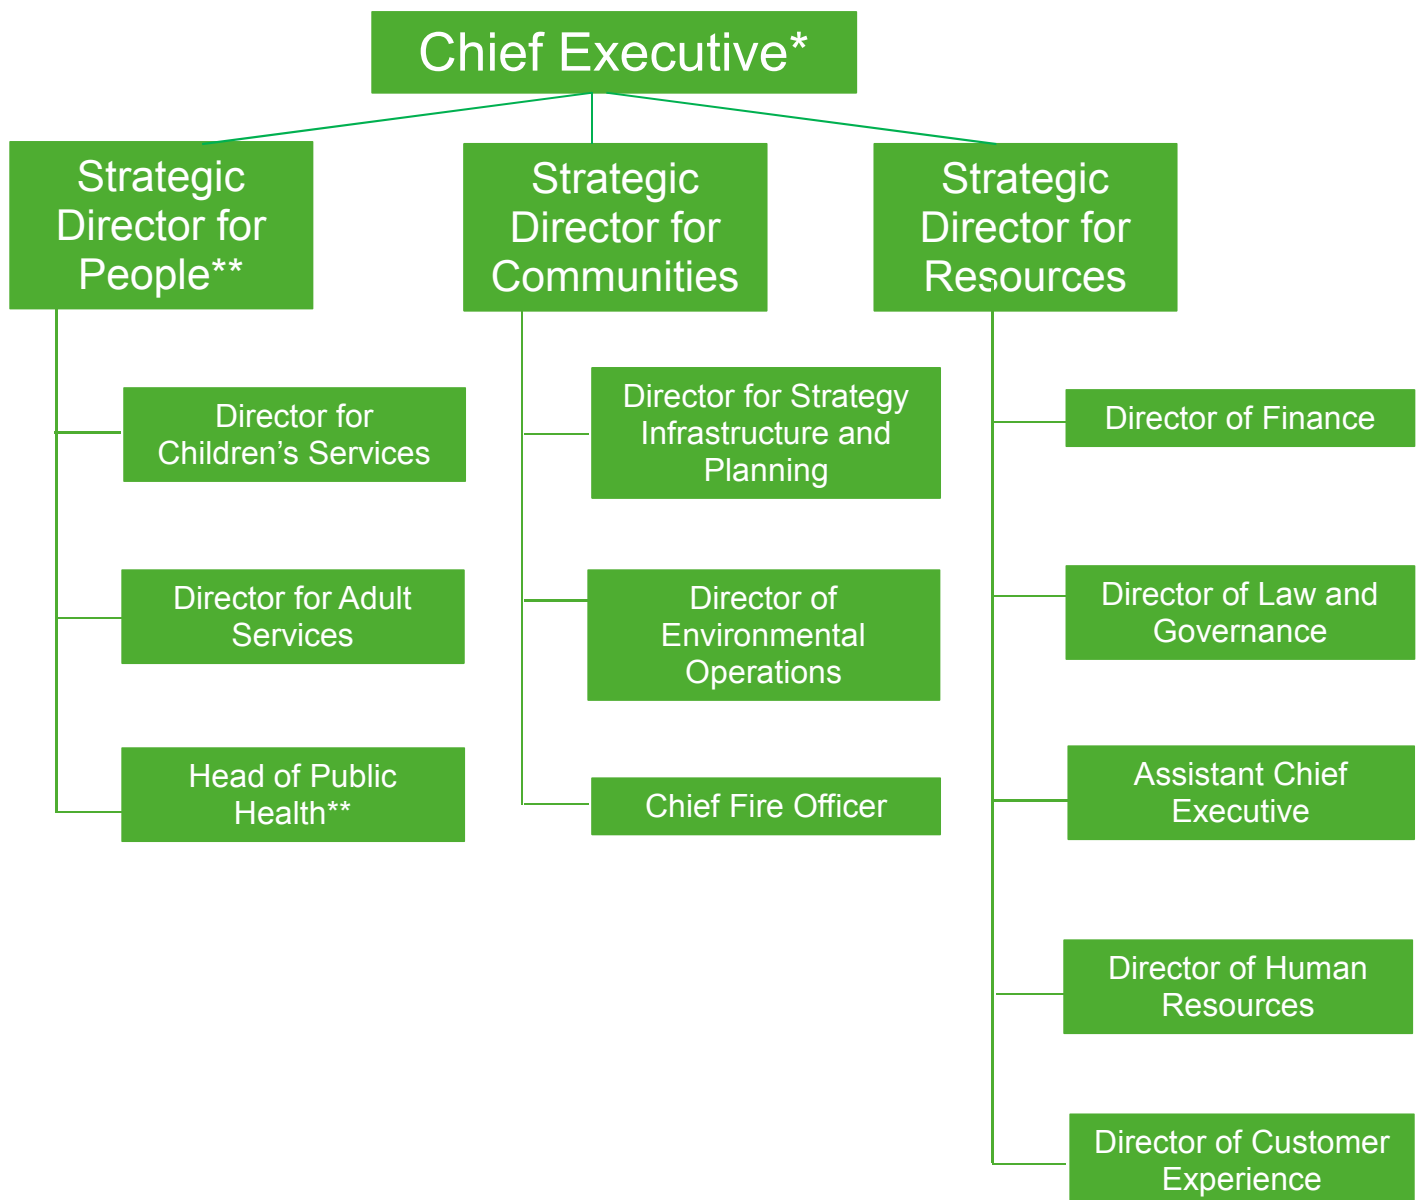 Chief Executive*
Strategic
Director for
People**
Strategic
Director for
Communities
Strategic
Director for
Resources
Director for
Children’s Services
Director for Adult
Services
Head of Public
Health**
Director for Strategy
Infrastructure and
Planning
Director of
Environmental
Operations
Chief Fire Officer
Director of Finance
Director of Law and
Governance
Assistant Chief
Executive
Director of Human
Resources
Director of Customer
Experience